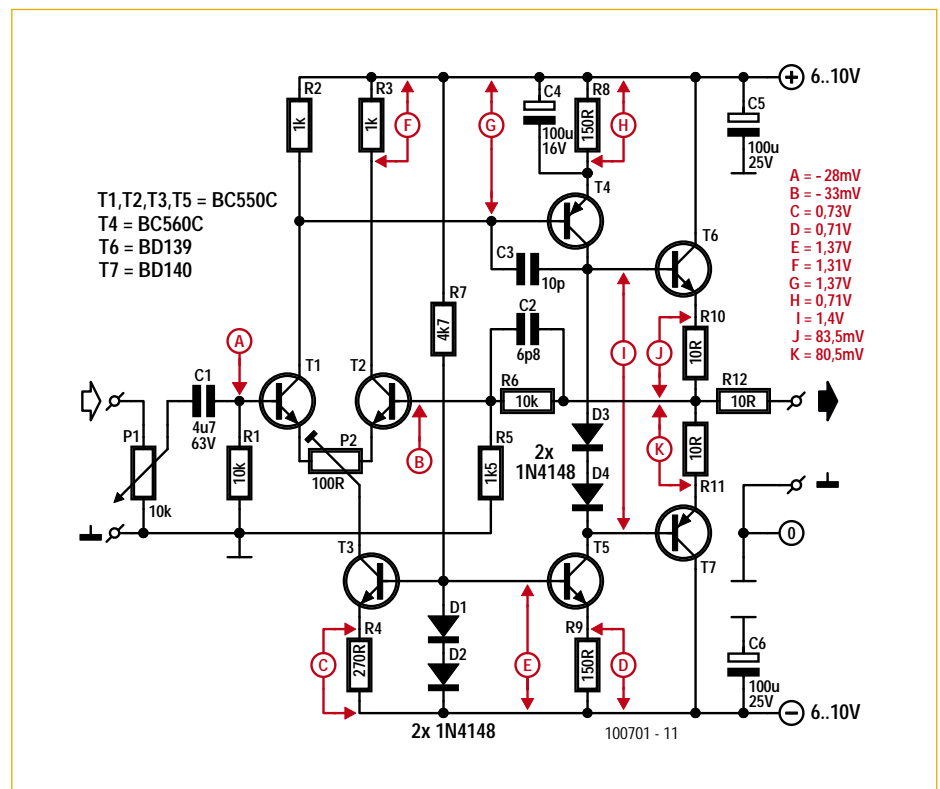 6..10V
R2
1k
R3
1k
F
G
C4
100u
16V
R8
150R
H
C5
100u
25V
T1,T2,T3,T5 = BC550C
T4 = BC560C
T6 = BD139
T7 = BD140
A = - 28mV
B = - 33mV
C = 0,73V
D = 0,71V
E = 1,37V
F = 1,31V
G = 1,37V
H = 0,71V
I = 1,4V
J = 83,5mV
K = 80,5mV
T4
T6
C3
10p
R7
4k7
C2
6p8
I
J
R10
10R
A
C1
4u7
63V
T1
T2
R6
10k
R12
10R
P1
10k
R1
10k
P2
100R
B
R5
1k5
D3
2x
1N4148
D4
K
10R
R11
0
T3
T5
T7
D1
D2
C
R4
270R
E
R9
150R
D
C6
100u
25V
6..10V
2x 1N4148
100701 - 11